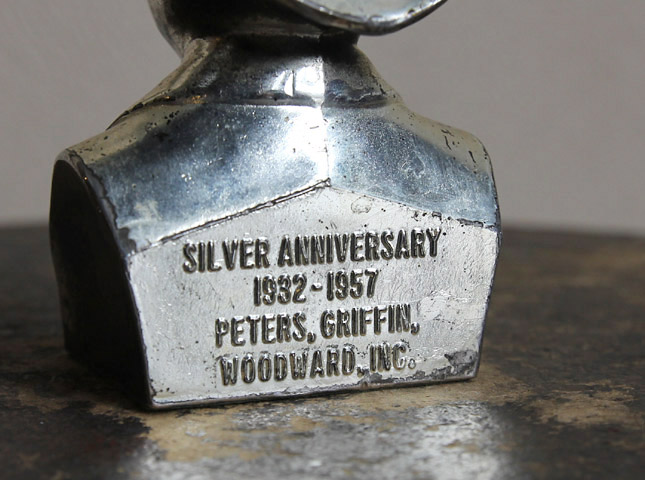 SILVER ANNIVERSARY
1932-1957
PETERS, GRIFFIN,
WOODWARD, INC.